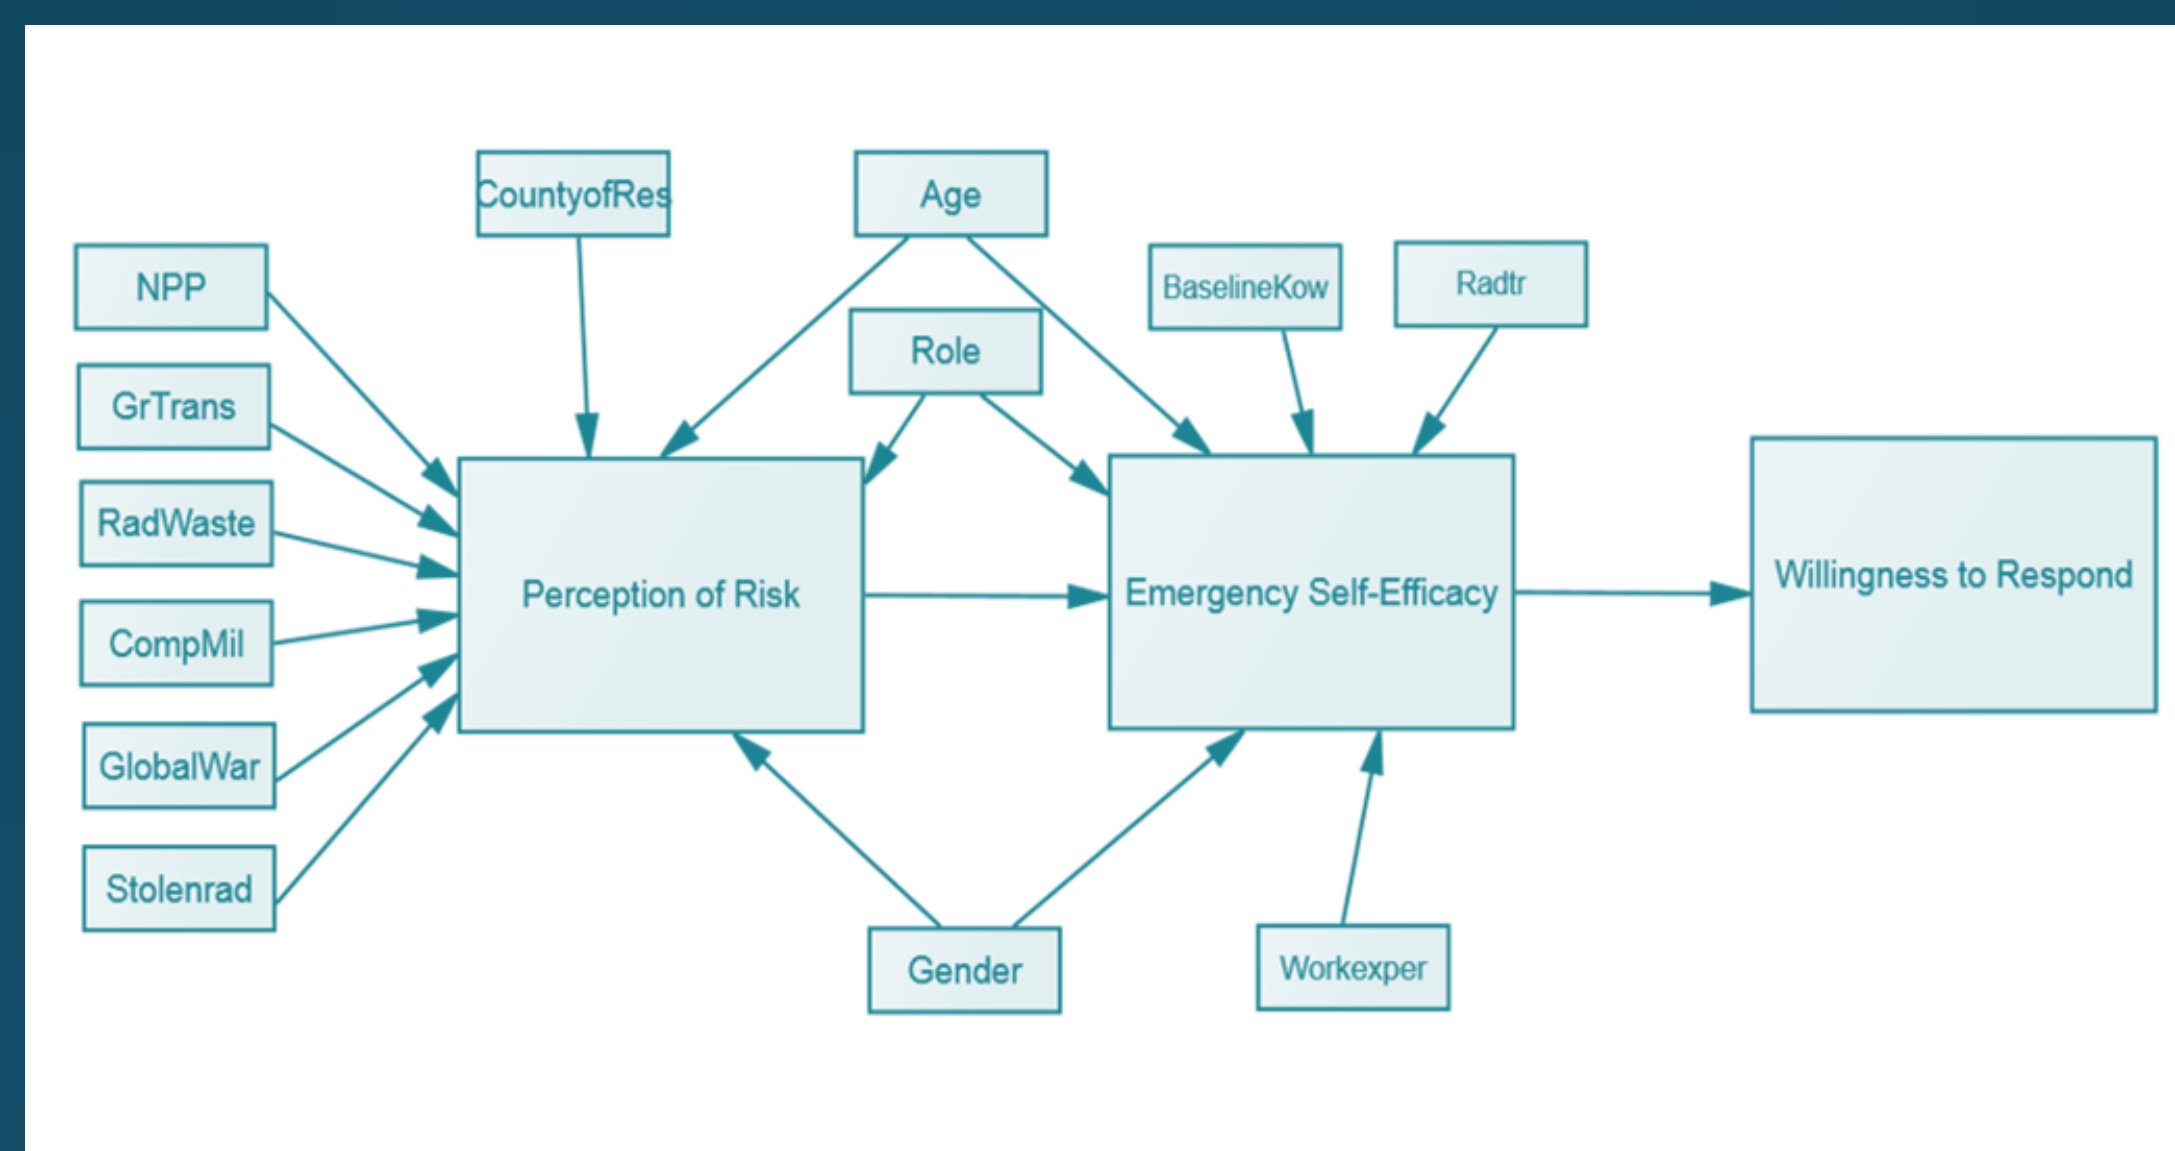 CountyofRes
Age
NPP
BaselineKow
Radtr
Role
GrTrans
RadWaste
Perception of Risk
Emergency Self-Efficacy
Willingness to Respond
CompMil
GlobalWar
Stolenrad
Gender
Workexper